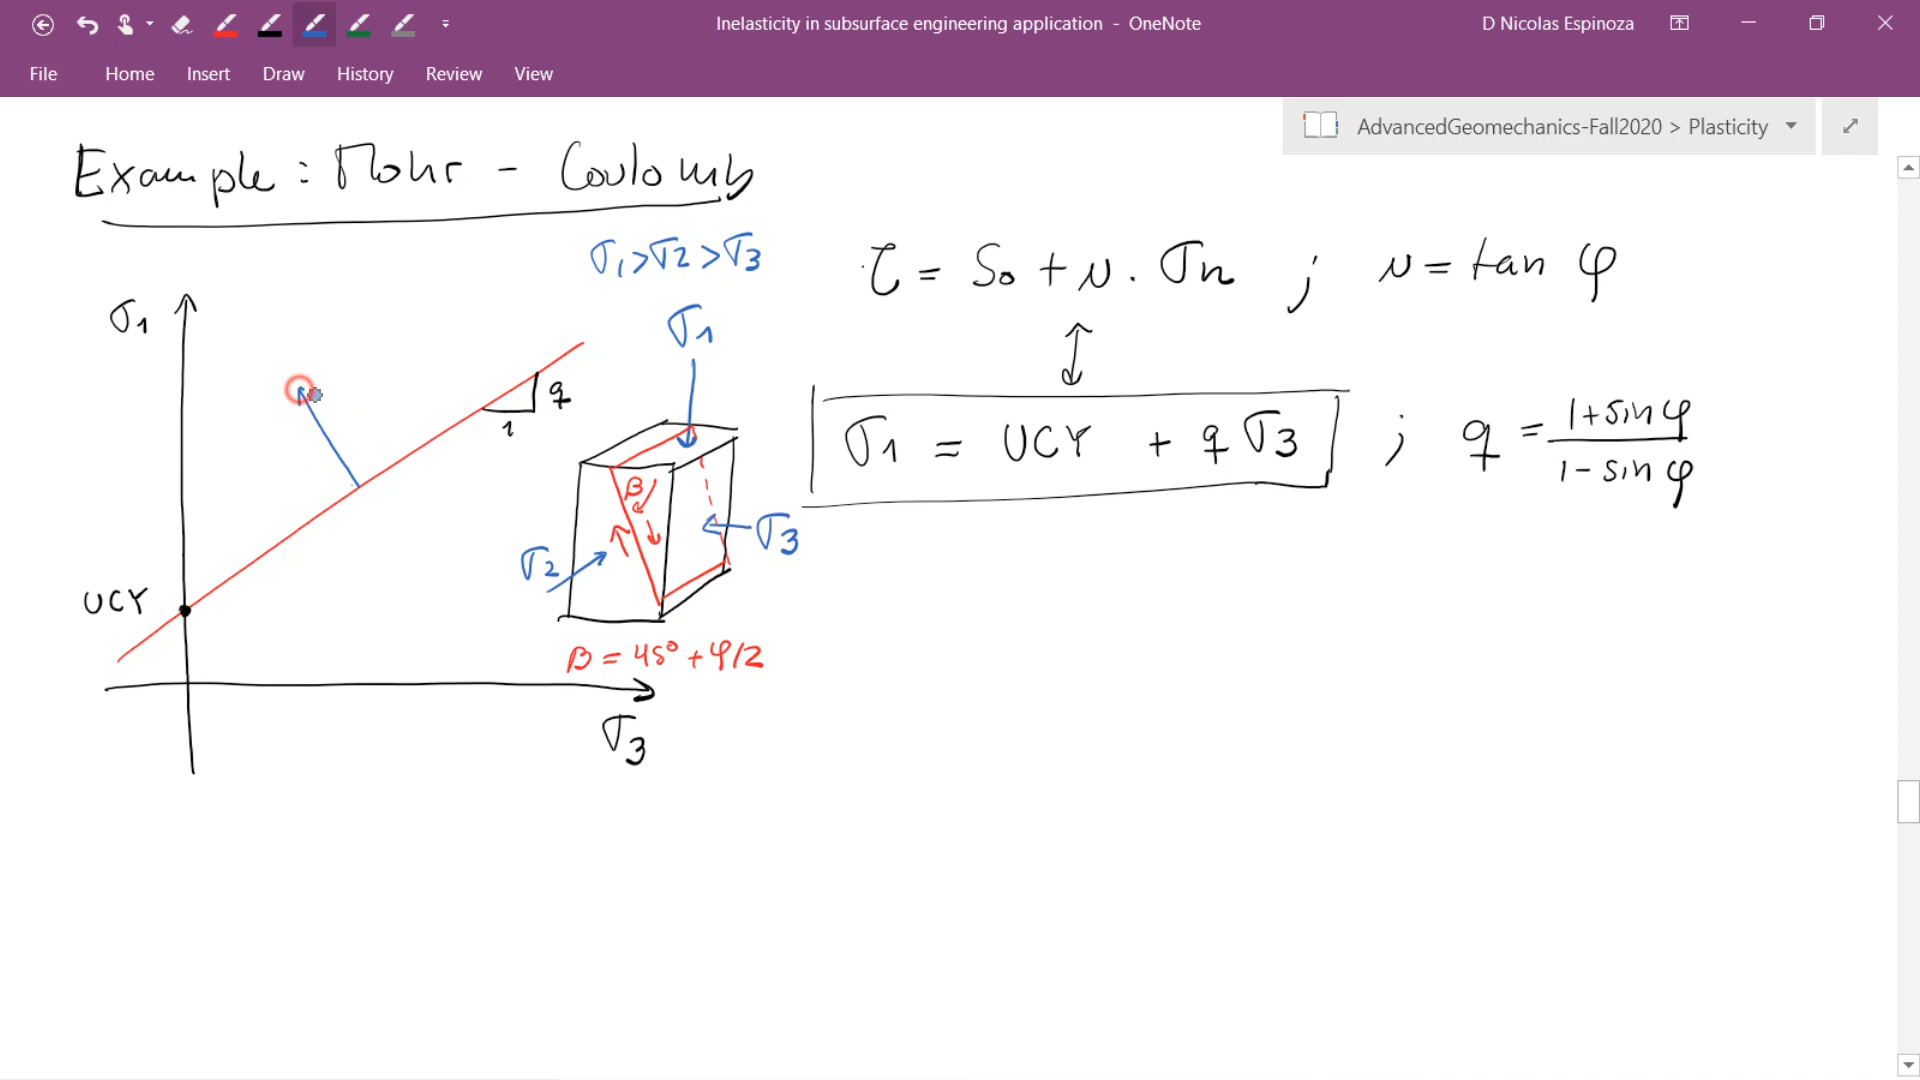 Inelasticity in subsurface engineering application - OneNote
D Nicolas Espinoza
File Home Insert Draw History Review View
AdvancedGeomechanics-Fall2020 > Plasticity
Example: Mohr - Coulomb
σ1 > σ2 > σ3
τ = S0 + μ · σn ; μ = tan φ
σ1
σ1
q
1
σ1 = UCY + q σ3 ; q = 1 + sin φ / 1 - sin φ
β
σ3
σ2
UCY
β = 45° + φ/2
σ3